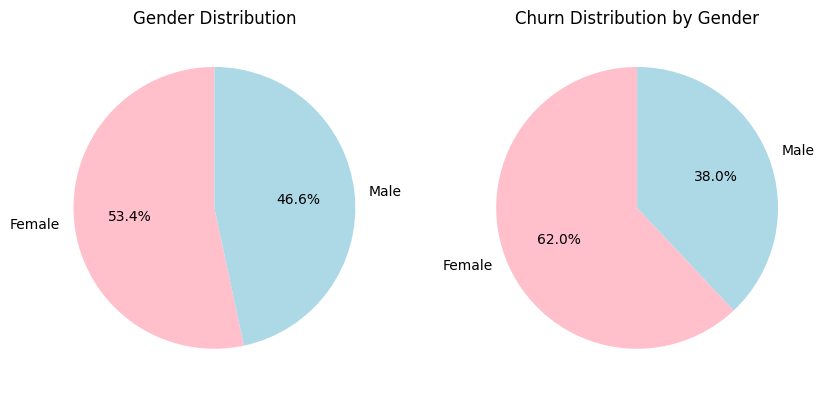 Gender Distribution
Female
53.4%
46.6%
Male
Churn Distribution by Gender
Female
62.0%
38.0%
Male